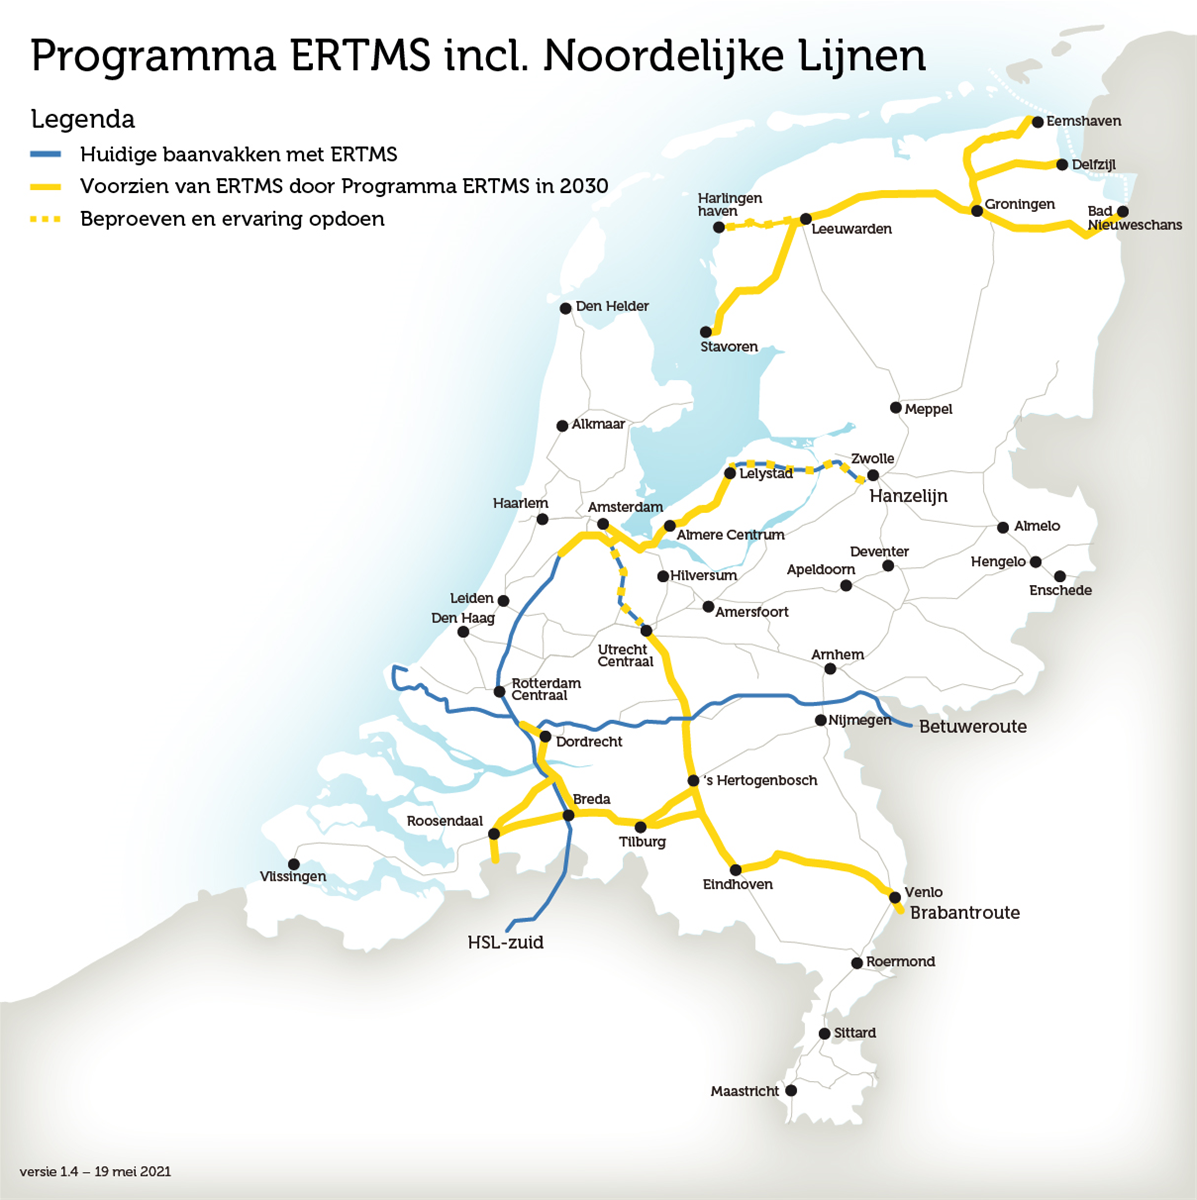 Programma ERTMS incl. Noordelijke Lijnen
Legenda
Huidige baanvakken met ERTMS
Voorzien van ERTMS door Programma ERTMS in 2030
Beproeven en ervaring opdoen
Eemshaven
Delfzijl
Harlingen
haven
Groningen
Bad
Nieuweschans
Leeuwarden
Den Helder
Stavoren
Meppel
Alkmaar
Zwolle
Lelystad
Hanzelijn
Haarlem
Amsterdam
Almere Centrum
Almelo
Deventer
Hengelo
Apeldoorn
Hilversum
Enschede
Leiden
Amersfoort
Den Haag
Utrecht
Centraal
Arnhem
Rotterdam
Centraal
Nijmegen
Betuweroute
Dordrecht
's Hertogenbosch
Breda
Roosendaal
Tilburg
Vlissingen
Eindhoven
Venlo
Brabantroute
HSL-zuid
Roermond
Sittard
Maastricht
versie 1.4 – 19 mei 2021